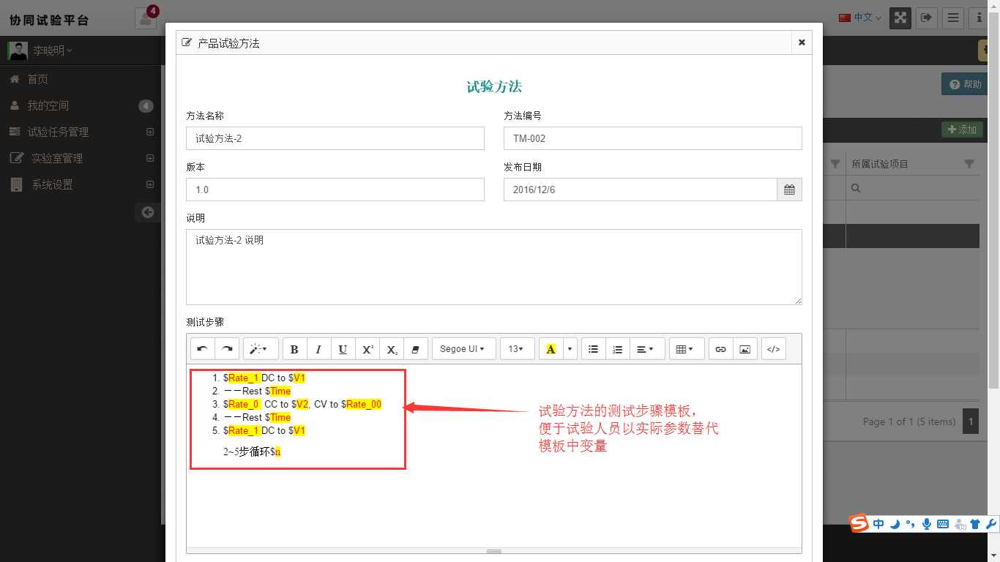 协同试验平台
4
中文
李晓明
首页
我的空间
4
试验任务管理
实验室管理
系统设置
产品试验方法
帮助
添加
所属试验项目
试验方法
方法名称
方法编号
试验方法-2
TM-002
版本
发布日期
1.0
2016/12/6
说明
试验方法-2 说明
测试步骤
B I U X² X₂ Segoe UI 13 A </>
1. $Rate_1 DC to $V1
2. －－Rest $Time
3. $Rate_0  CC to $V2, CV to $Rate_00
4. －－Rest $Time
5. $Rate_1 DC to $V1
2~5步循环$n
试验方法的测试步骤模板，
便于试验人员以实际参数替代
模板中变量
Page 1 of 1 (5 items)
1
S 中